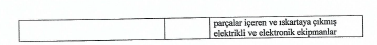 parçalar içeren ve ıskartaya çıkmış
elektrikli ve elektronik ekipmanlar